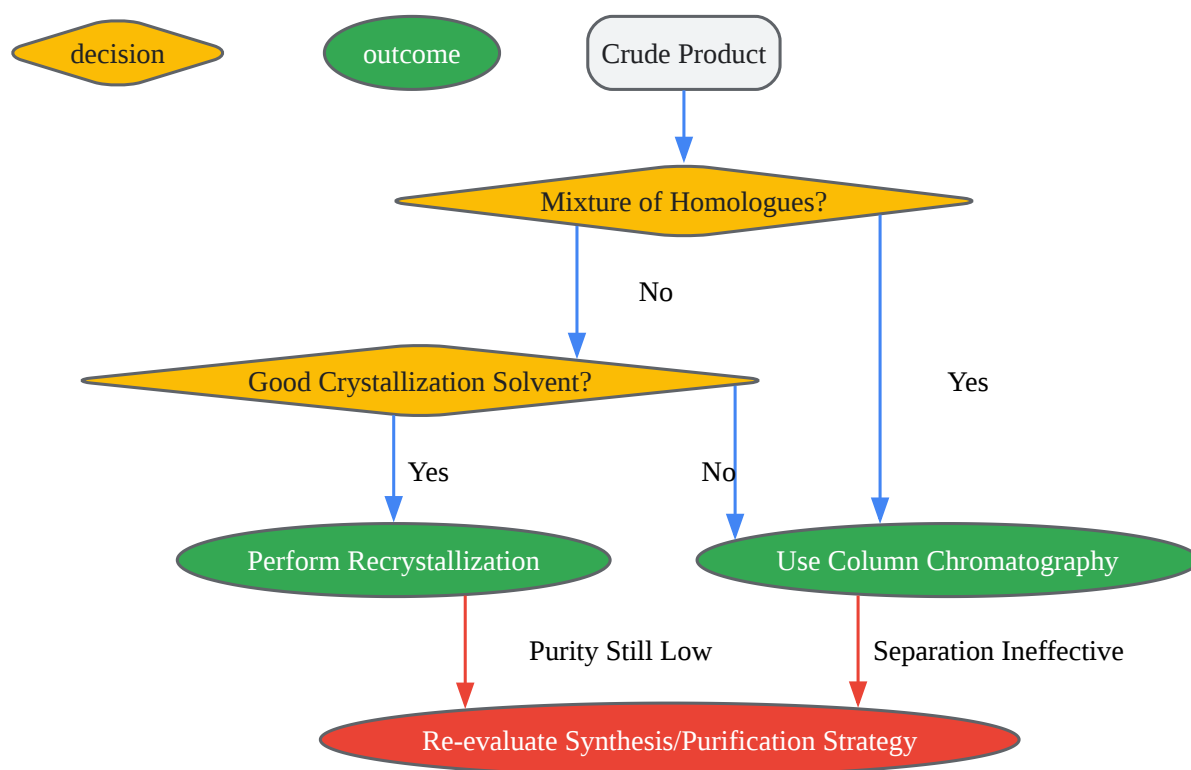 decision
outcome
Crude Product
Mixture of Homologues?
No
Good Crystallization Solvent?
Yes
Yes
No
Perform Recrystallization
Use Column Chromatography
Purity Still Low
Separation Ineffective
Re-evaluate Synthesis/Purification Strategy